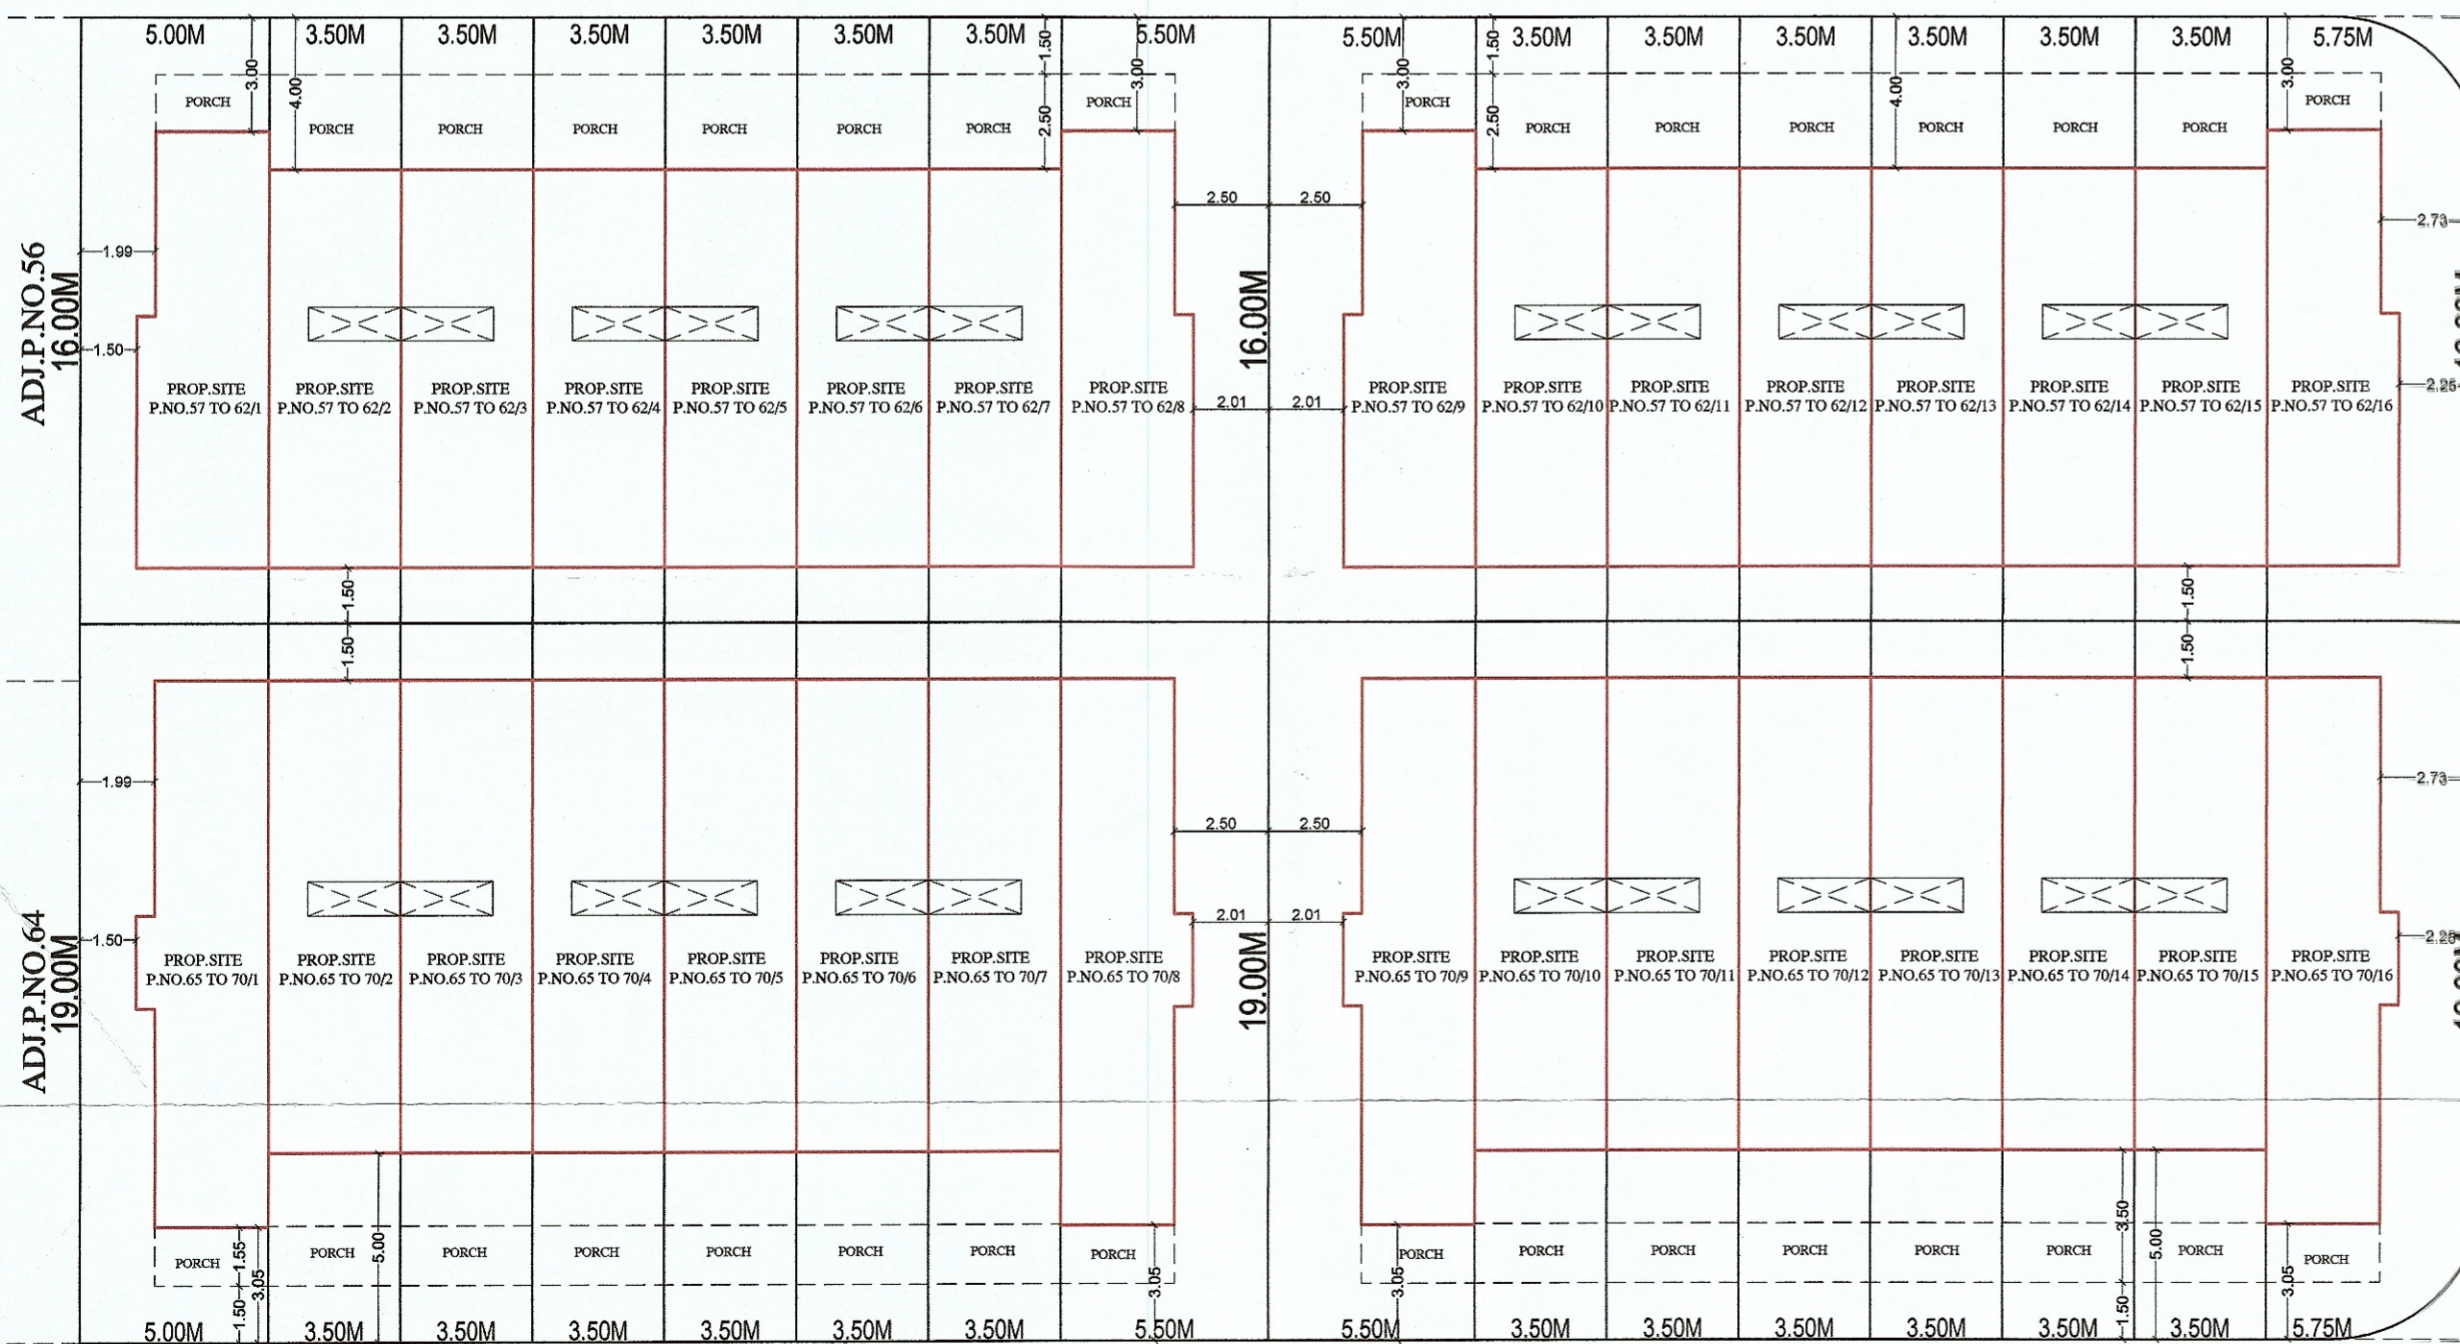 5.00M 3.50M 3.50M 3.50M 3.50M 3.50M 3.50M 5.50M 5.50M 3.50M 3.50M 3.50M 3.50M 3.50M 3.50M 5.75M
3.00 4.00 1.50 3.00 3.00 1.50 4.00 3.00
PORCH PORCH PORCH PORCH
2.50 2.50
PORCH PORCH PORCH PORCH PORCH PORCH PORCH PORCH PORCH PORCH PORCH PORCH
2.50 2.50
2.73
1.99
ADJ.P.NO.56
16.00M
16.00M
1.50
PROP.SITE
P.NO.57 TO 62/1
PROP.SITE
P.NO.57 TO 62/2
PROP.SITE
P.NO.57 TO 62/3
PROP.SITE
P.NO.57 TO 62/4
PROP.SITE
P.NO.57 TO 62/5
PROP.SITE
P.NO.57 TO 62/6
PROP.SITE
P.NO.57 TO 62/7
PROP.SITE
P.NO.57 TO 62/8
2.01 2.01
PROP.SITE
P.NO.57 TO 62/9
PROP.SITE
P.NO.57 TO 62/10
PROP.SITE
P.NO.57 TO 62/11
PROP.SITE
P.NO.57 TO 62/12
PROP.SITE
P.NO.57 TO 62/13
PROP.SITE
P.NO.57 TO 62/14
PROP.SITE
P.NO.57 TO 62/15
PROP.SITE
P.NO.57 TO 62/16
2.25
1.50 1.50
1.50 1.50
1.99
2.73
2.50 2.50
2.01 2.01
1.50
2.25
ADJ.P.NO.64
19.00M
19.00M
PROP.SITE
P.NO.65 TO 70/1
PROP.SITE
P.NO.65 TO 70/2
PROP.SITE
P.NO.65 TO 70/3
PROP.SITE
P.NO.65 TO 70/4
PROP.SITE
P.NO.65 TO 70/5
PROP.SITE
P.NO.65 TO 70/6
PROP.SITE
P.NO.65 TO 70/7
PROP.SITE
P.NO.65 TO 70/8
PROP.SITE
P.NO.65 TO 70/9
PROP.SITE
P.NO.65 TO 70/10
PROP.SITE
P.NO.65 TO 70/11
PROP.SITE
P.NO.65 TO 70/12
PROP.SITE
P.NO.65 TO 70/13
PROP.SITE
P.NO.65 TO 70/14
PROP.SITE
P.NO.65 TO 70/15
PROP.SITE
P.NO.65 TO 70/16
3.50
1.55 5.00 5.00
PORCH PORCH PORCH PORCH PORCH PORCH PORCH PORCH PORCH PORCH PORCH PORCH PORCH PORCH PORCH PORCH
3.05 3.05 3.05 3.05
1.50 1.50
5.00M 3.50M 3.50M 3.50M 3.50M 3.50M 3.50M 5.50M 5.50M 3.50M 3.50M 3.50M 3.50M 3.50M 3.50M 5.75M